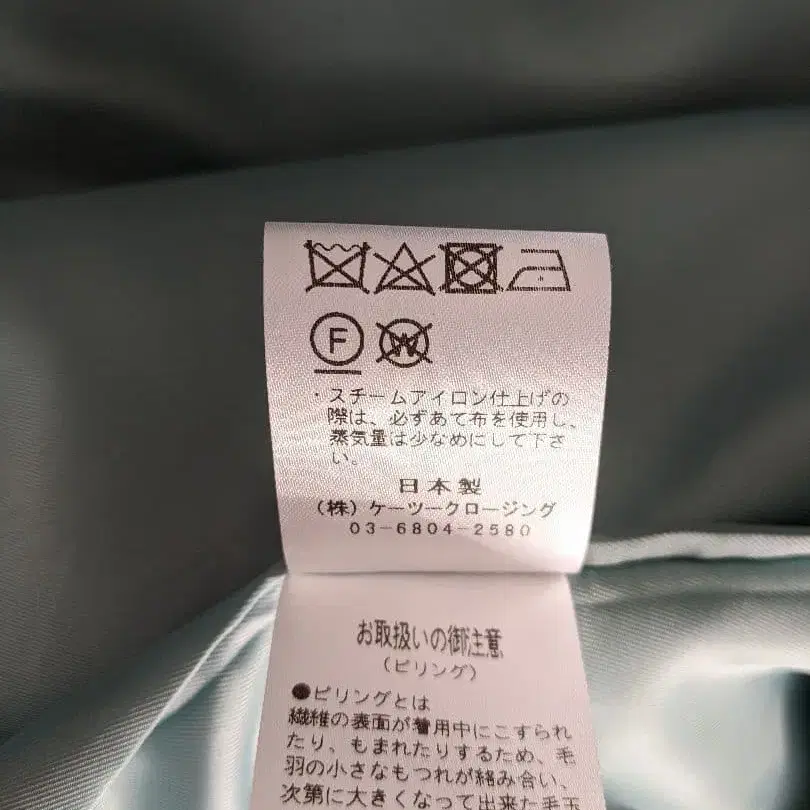 F
W
・スチームアイロン仕上げの
際は、必ずあて布を使用し、
蒸気量は少なめにして下さ
い。
日本製
(株)ケーツークロージング
03-6804-2580
お取扱いの御注意
(ピリング)
●ピリングとは
繊維の表面が着用中にこすられ
たり、もまれたりするため、毛
羽の小さなもつれが絡み合い、
次第に大きくなって出来た毛玉